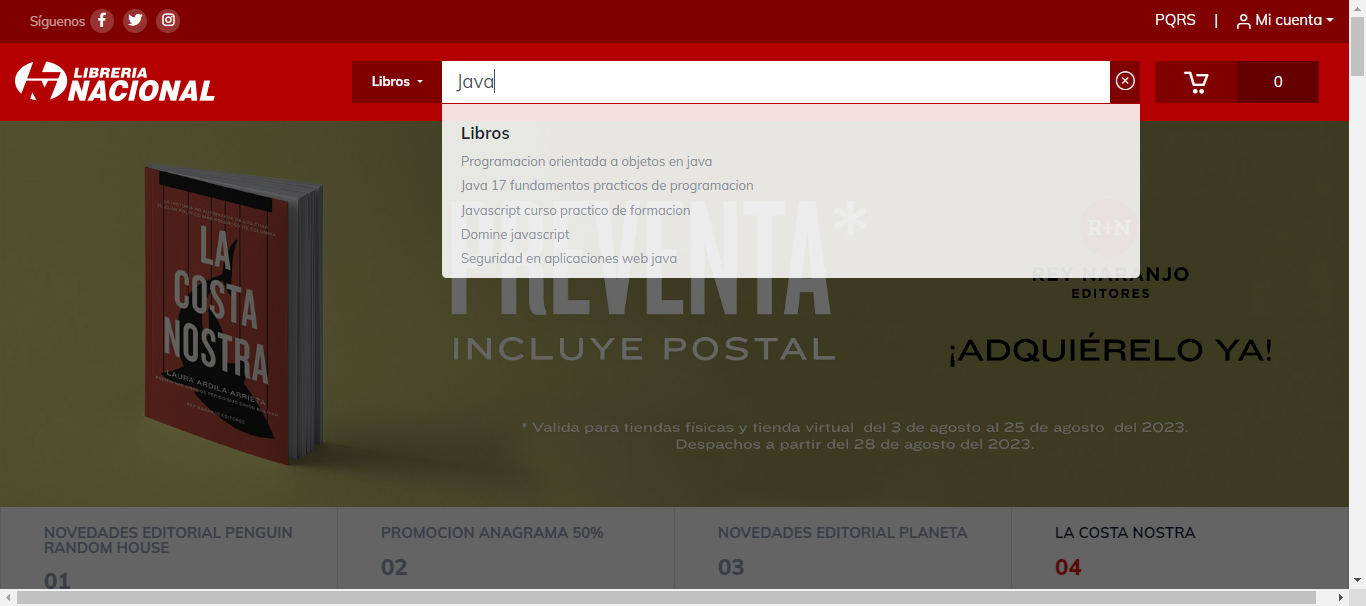 Síguenos
PQRS | Mi cuenta
LIBRERIA
NACIONAL
Libros
Java
0
Libros
Programacion orientada a objetos en java
Java 17 fundamentos practicos de programacion
Javascript curso practico de formacion
Domine javascript
Seguridad en aplicaciones web java
PREVENTA*
INCLUYE POSTAL
LA
COSTA
NOSTRA
LAURA ARDILA ARRIETA
REY NARANJO EDITORES
R+N
REY NARANJO
EDITORES
¡ADQUIÉRELO YA!
* Valida para tiendas físicas y tienda virtual del 3 de agosto al 25 de agosto del 2023.
Despachos a partir del 28 de agosto del 2023.
NOVEDADES EDITORIAL PENGUIN
RANDOM HOUSE
01
PROMOCION ANAGRAMA 50%
02
NOVEDADES EDITORIAL PLANETA
03
LA COSTA NOSTRA
04